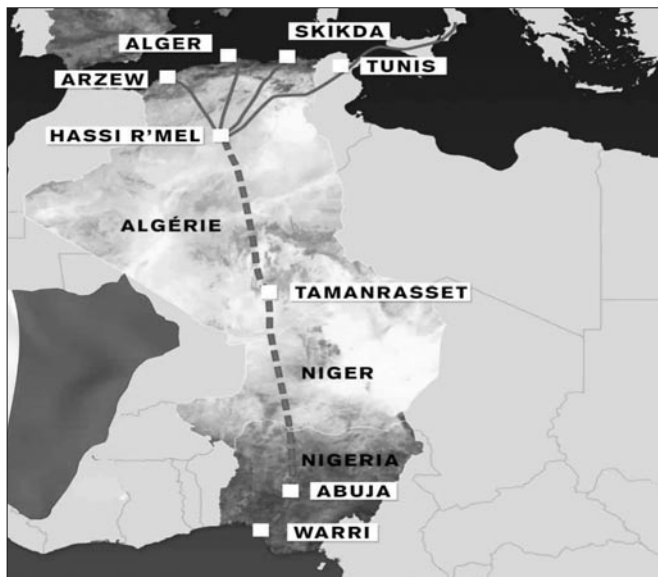 SKIKDA
ALGER
TUNIS
ARZEW
HASSI R'MEL
ALGÉRIE
TAMANRASSET
NIGER
NIGERIA
ABUJA
WARRI